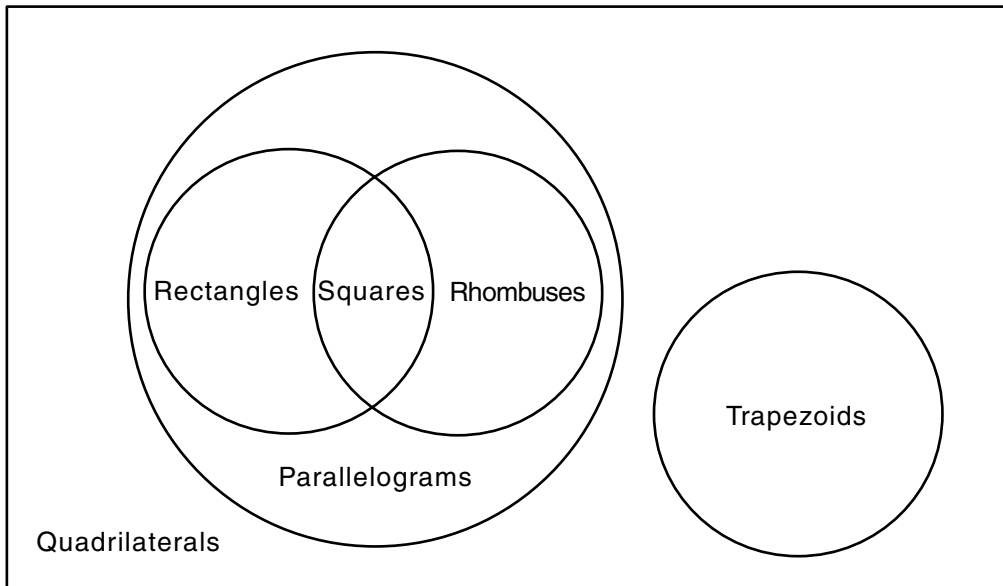 Rectangles
Squares
Rhombuses
Trapezoids
Parallelograms
Quadrilaterals